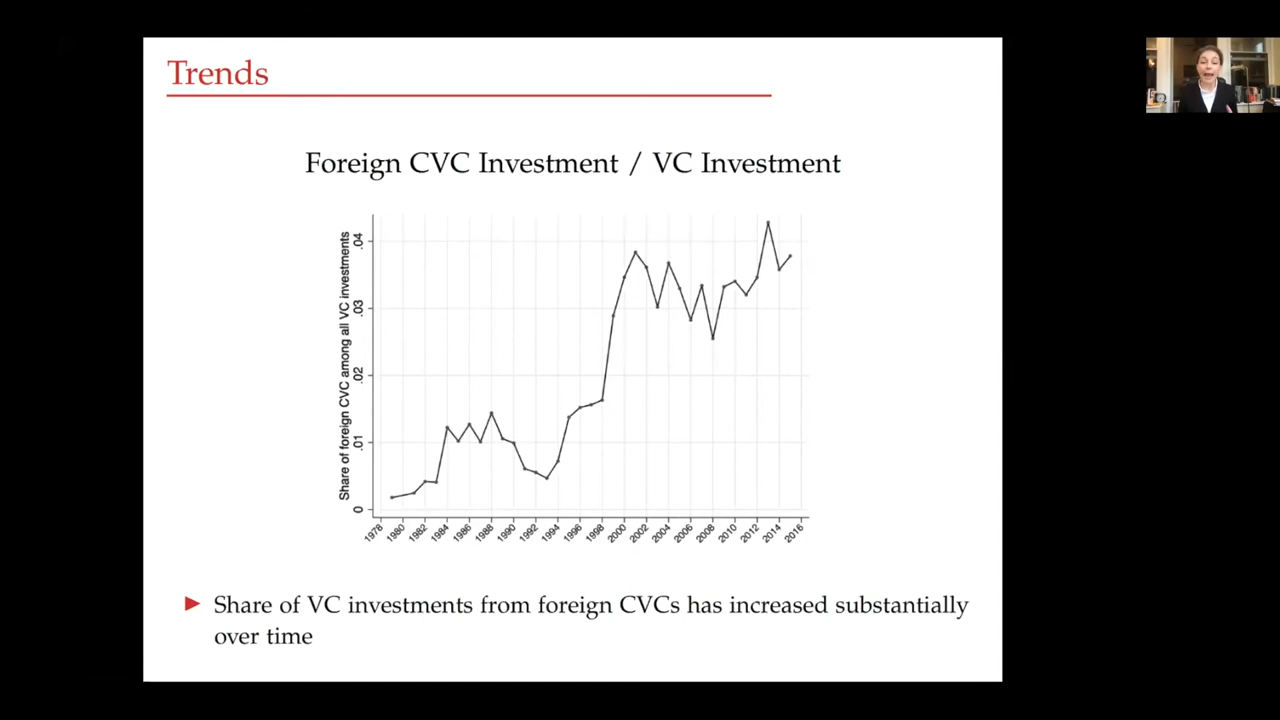 Trends
Foreign CVC Investment / VC Investment
Share of foreign CVC among all VC investments
.04
.03
.02
.01
0
1978 1980 1982 1984 1986 1988 1990 1992 1994 1996 1998 2000 2002 2004 2006 2008 2010 2012 2014 2016
Share of VC investments from foreign CVCs has increased substantially
over time